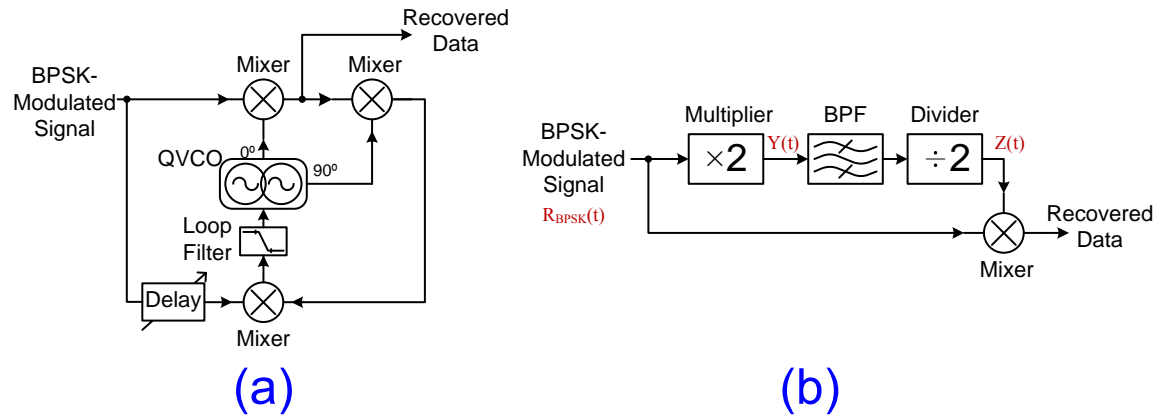 Recovered
Data
BPSK-
Modulated
Signal
Mixer
Mixer
QVCO
0º
90º
Loop
Filter
Delay
Mixer
(a)
BPSK-
Modulated
Signal
R_BPSK(t)
Multiplier
×2
Y(t)
BPF
Divider
÷2
Z(t)
Recovered
Data
Mixer
(b)